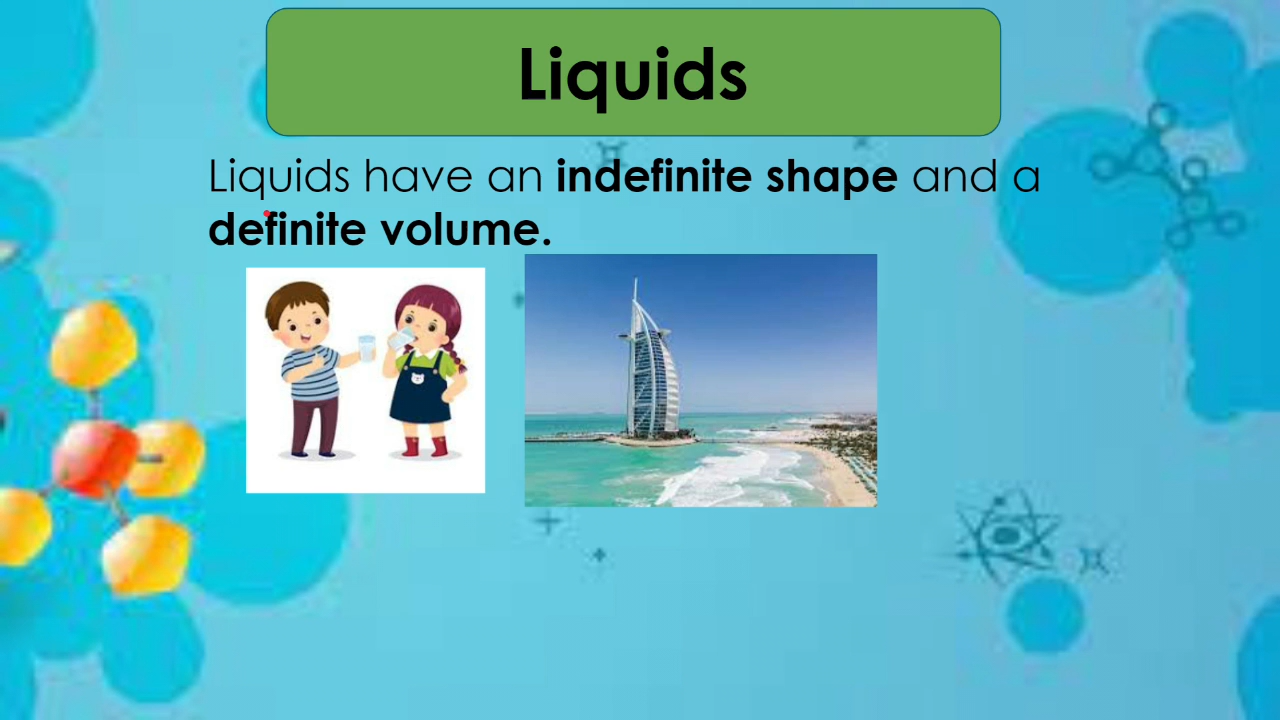 Liquids
Liquids have an indefinite shape and a
definite volume.